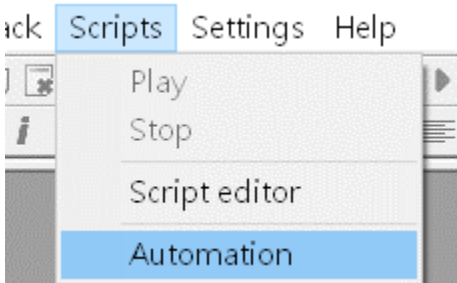 ack Scripts Settings Help
Play
Stop
i
Script editor
Automation